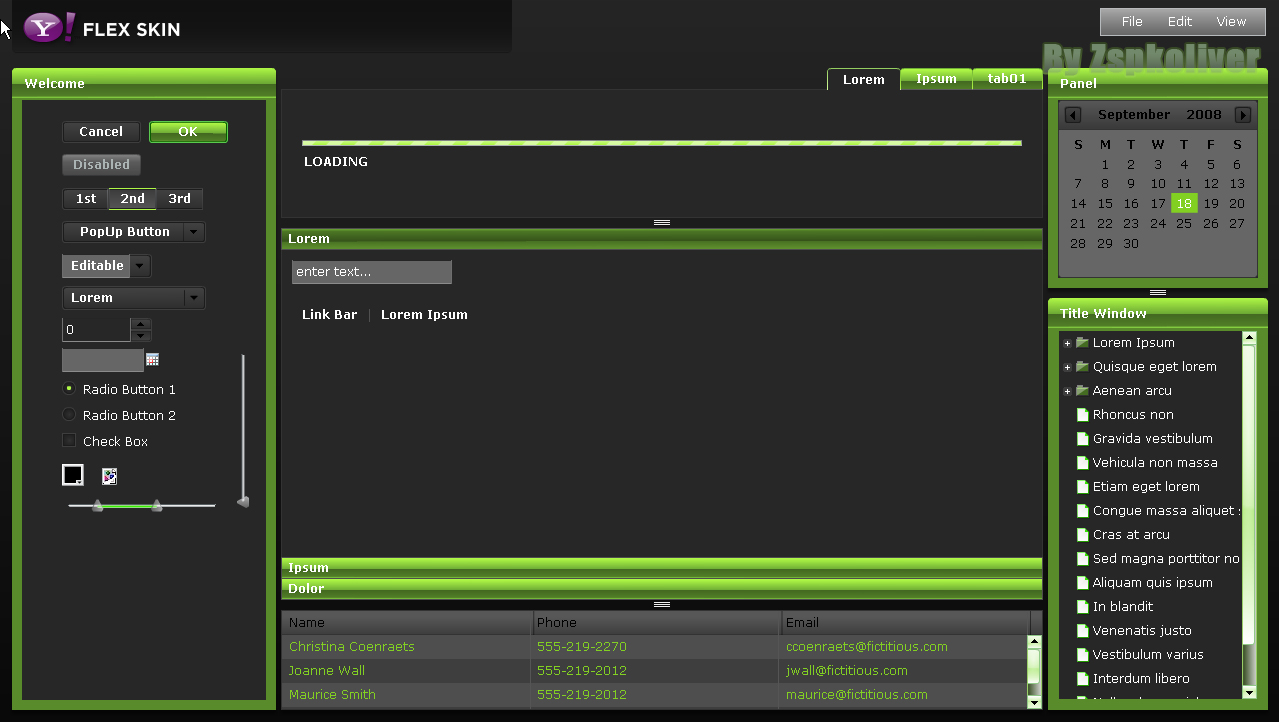 Y! FLEX SKIN
File Edit View
By Zspkoliver
Welcome
Cancel OK
Disabled
1st 2nd 3rd
PopUp Button
Editable
Lorem
0
Radio Button 1
Radio Button 2
Check Box
Lorem Ipsum tab01
LOADING
Lorem
enter text...
Link Bar Lorem Ipsum
Ipsum
Dolor
Name Phone Email
Christina Coenraets 555-219-2270 ccoenraets@fictitious.com
Joanne Wall 555-219-2012 jwall@fictitious.com
Maurice Smith 555-219-2012 maurice@fictitious.com
Panel
September 2008
S M T W T F S
1 2 3 4 5 6
7 8 9 10 11 12 13
14 15 16 17 18 19 20
21 22 23 24 25 26 27
28 29 30
Title Window
Lorem Ipsum
Quisque eget lorem
Aenean arcu
Rhoncus non
Gravida vestibulum
Vehicula non massa
Etiam eget lorem
Congue massa aliquet
Cras at arcu
Sed magna porttitor no
Aliquam quis ipsum
In blandit
Venenatis justo
Vestibulum varius
Interdum libero